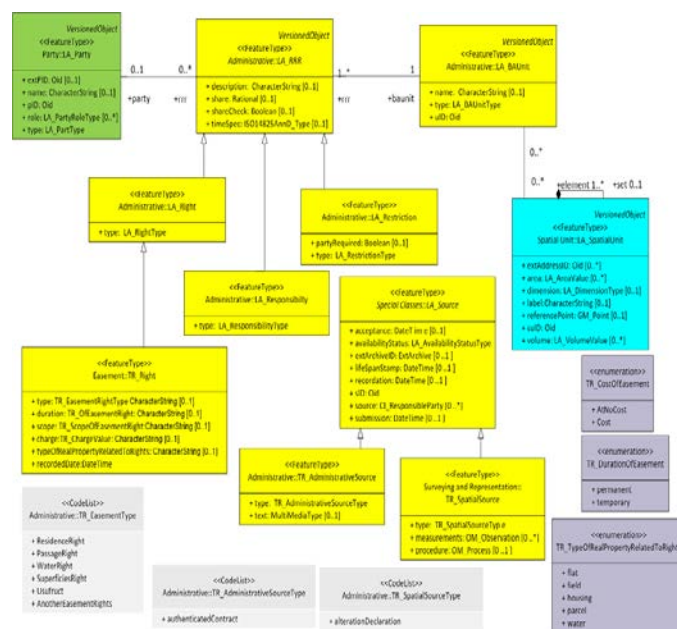 VersionedObject
<<FeatureType>>
Party::LA_Party
+ extPID: Oid [0..1]
+ name: CharacterString [0..1]
+ pID: Oid
+ role: LA_PartyRoleType [0..*]
+ type: LA_PartType
0..1
0..*
+party
+rrr
VersionedObject
<<FeatureType>>
Administrative::LA_RRR
+ description: CharacterString [0..1]
+ share: Rational [0..1]
+ shareCheck: Boolean [0..1]
+ timeSpec: ISO14825AnnD_Type [0..1]
1..*
1
+rrr
+baunit
VersionedObject
<<FeatureType>>
Administrative::LA_BAUnit
+ name: CharacterString [0..1]
+ type: LA_BAUnitType
+ uID: Oid
0..*
0..*
+element 1..*
+set 0..1
VersionedObject
<<FeatureType>>
Spatial Unit::LA_SpatialUnit
+ extAddressID: Oid [0..*]
+ area: LA_AreaValue [0..*]
+ dimension: LA_DimensionType [0..1]
+ label:CharacterString [0..1]
+ referencePoint: GM_Point [0..1]
+ suID: Oid
+ volume: LA_VolumeValue [0..*]
<<FeatureType>>
Administrative::LA_Right
+ type: LA_RightType
<<FeatureType>>
Administrative::LA_Restriction
+ partyRequired: Boolean [0..1]
+ type: LA_RestrictionType
<<FeatureType>>
Administrative::LA_Responsibilty
+ type: LA_ResponsibilityType
<<FeatureType>>
Special Classes::LA_Source
+ acceptance: DateTime [0..1]
+ availabilityStatus: LA_AvailabilityStatusType
+ extArchiveID: ExtArchive [0..1]
+ lifeSpanStamp: DateTime [0..1]
+ recordation: DateTime [0..1]
+ sID: Oid
+ source: CI_ResponsibleParty [0..*]
+ submission: DateTime [0..1]
<<FeatureType>>
Easement::TR_Right
+ type: TR_EasementRightType CharacterString [0..1]
+ duration: TR_OfEasementRight: CharacterString [0..1]
+ scope: TR_ScopeOfEasementRight: CharacterString [0..1]
+ charge:TR_ChargeValue: CharacterString [0..1]
+ typeOfRealPropertyRelatedToRights: CharacterString [0..1]
+ recordedDate:DateTime
<<FeatureType>>
Administrative::TR_AdministrativeSource
+ type: TR_AdministrativeSourceType
+ text: MultiMediaType [0..1]
<<FeatureType>>
Surveying and Representation::
TR_SpatialSource
+ type: TR_SpatialSourceType
+ measurements: OM_Observation [0..*]
+ procedure: OM_Process [0..1]
<<enumeration>>
TR_CostOfEasement
+ AtNoCost
+ Cost
<<enumeration>>
TR_DurationOfEasement
+ permanent
+ temporary
<<enumeration>>
TR_TypeOfRealPropertyRelatedToRight
+ flat
+ field
+ housing
+ parcel
+ water
<<CodeList>>
Administrative::TR_EasementType
+ ResidenceRight
+ PassageRight
+ WaterRight
+ SuperficiesRight
+ Usufruct
+ AnotherEasementRights
<<CodeList>>
Administrative::TR_AdministrativeSourceType
+ authenticatedContract
<<CodeList>>
Administrative::TR_SpatialSourceType
+ alterationDeclaration